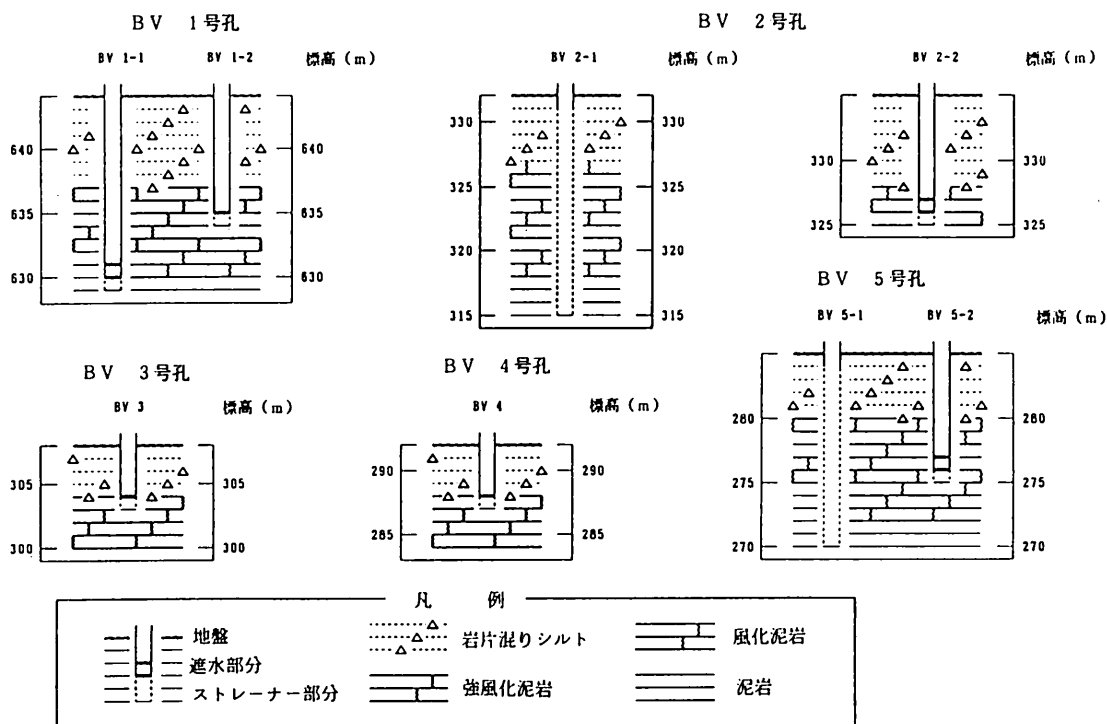 BV 1号孔
BV 1-1 BV 1-2 標高(m)
640 640
635 635
630 630
BV 2号孔
BV 2-1 標高(m)
330 330
325 325
320 320
315 315
BV 2-2 標高(m)
330 330
325 325
BV 3号孔
BV 3 標高(m)
305 305
300 300
BV 4号孔
BV 4 標高(m)
290 290
285 285
BV 5号孔
BV 5-1 BV 5-2 標高(m)
280 280
275 275
270 270
凡例
地盤
遮水部分
ストレーナー部分
岩片混りシルト
強風化泥岩
風化泥岩
泥岩